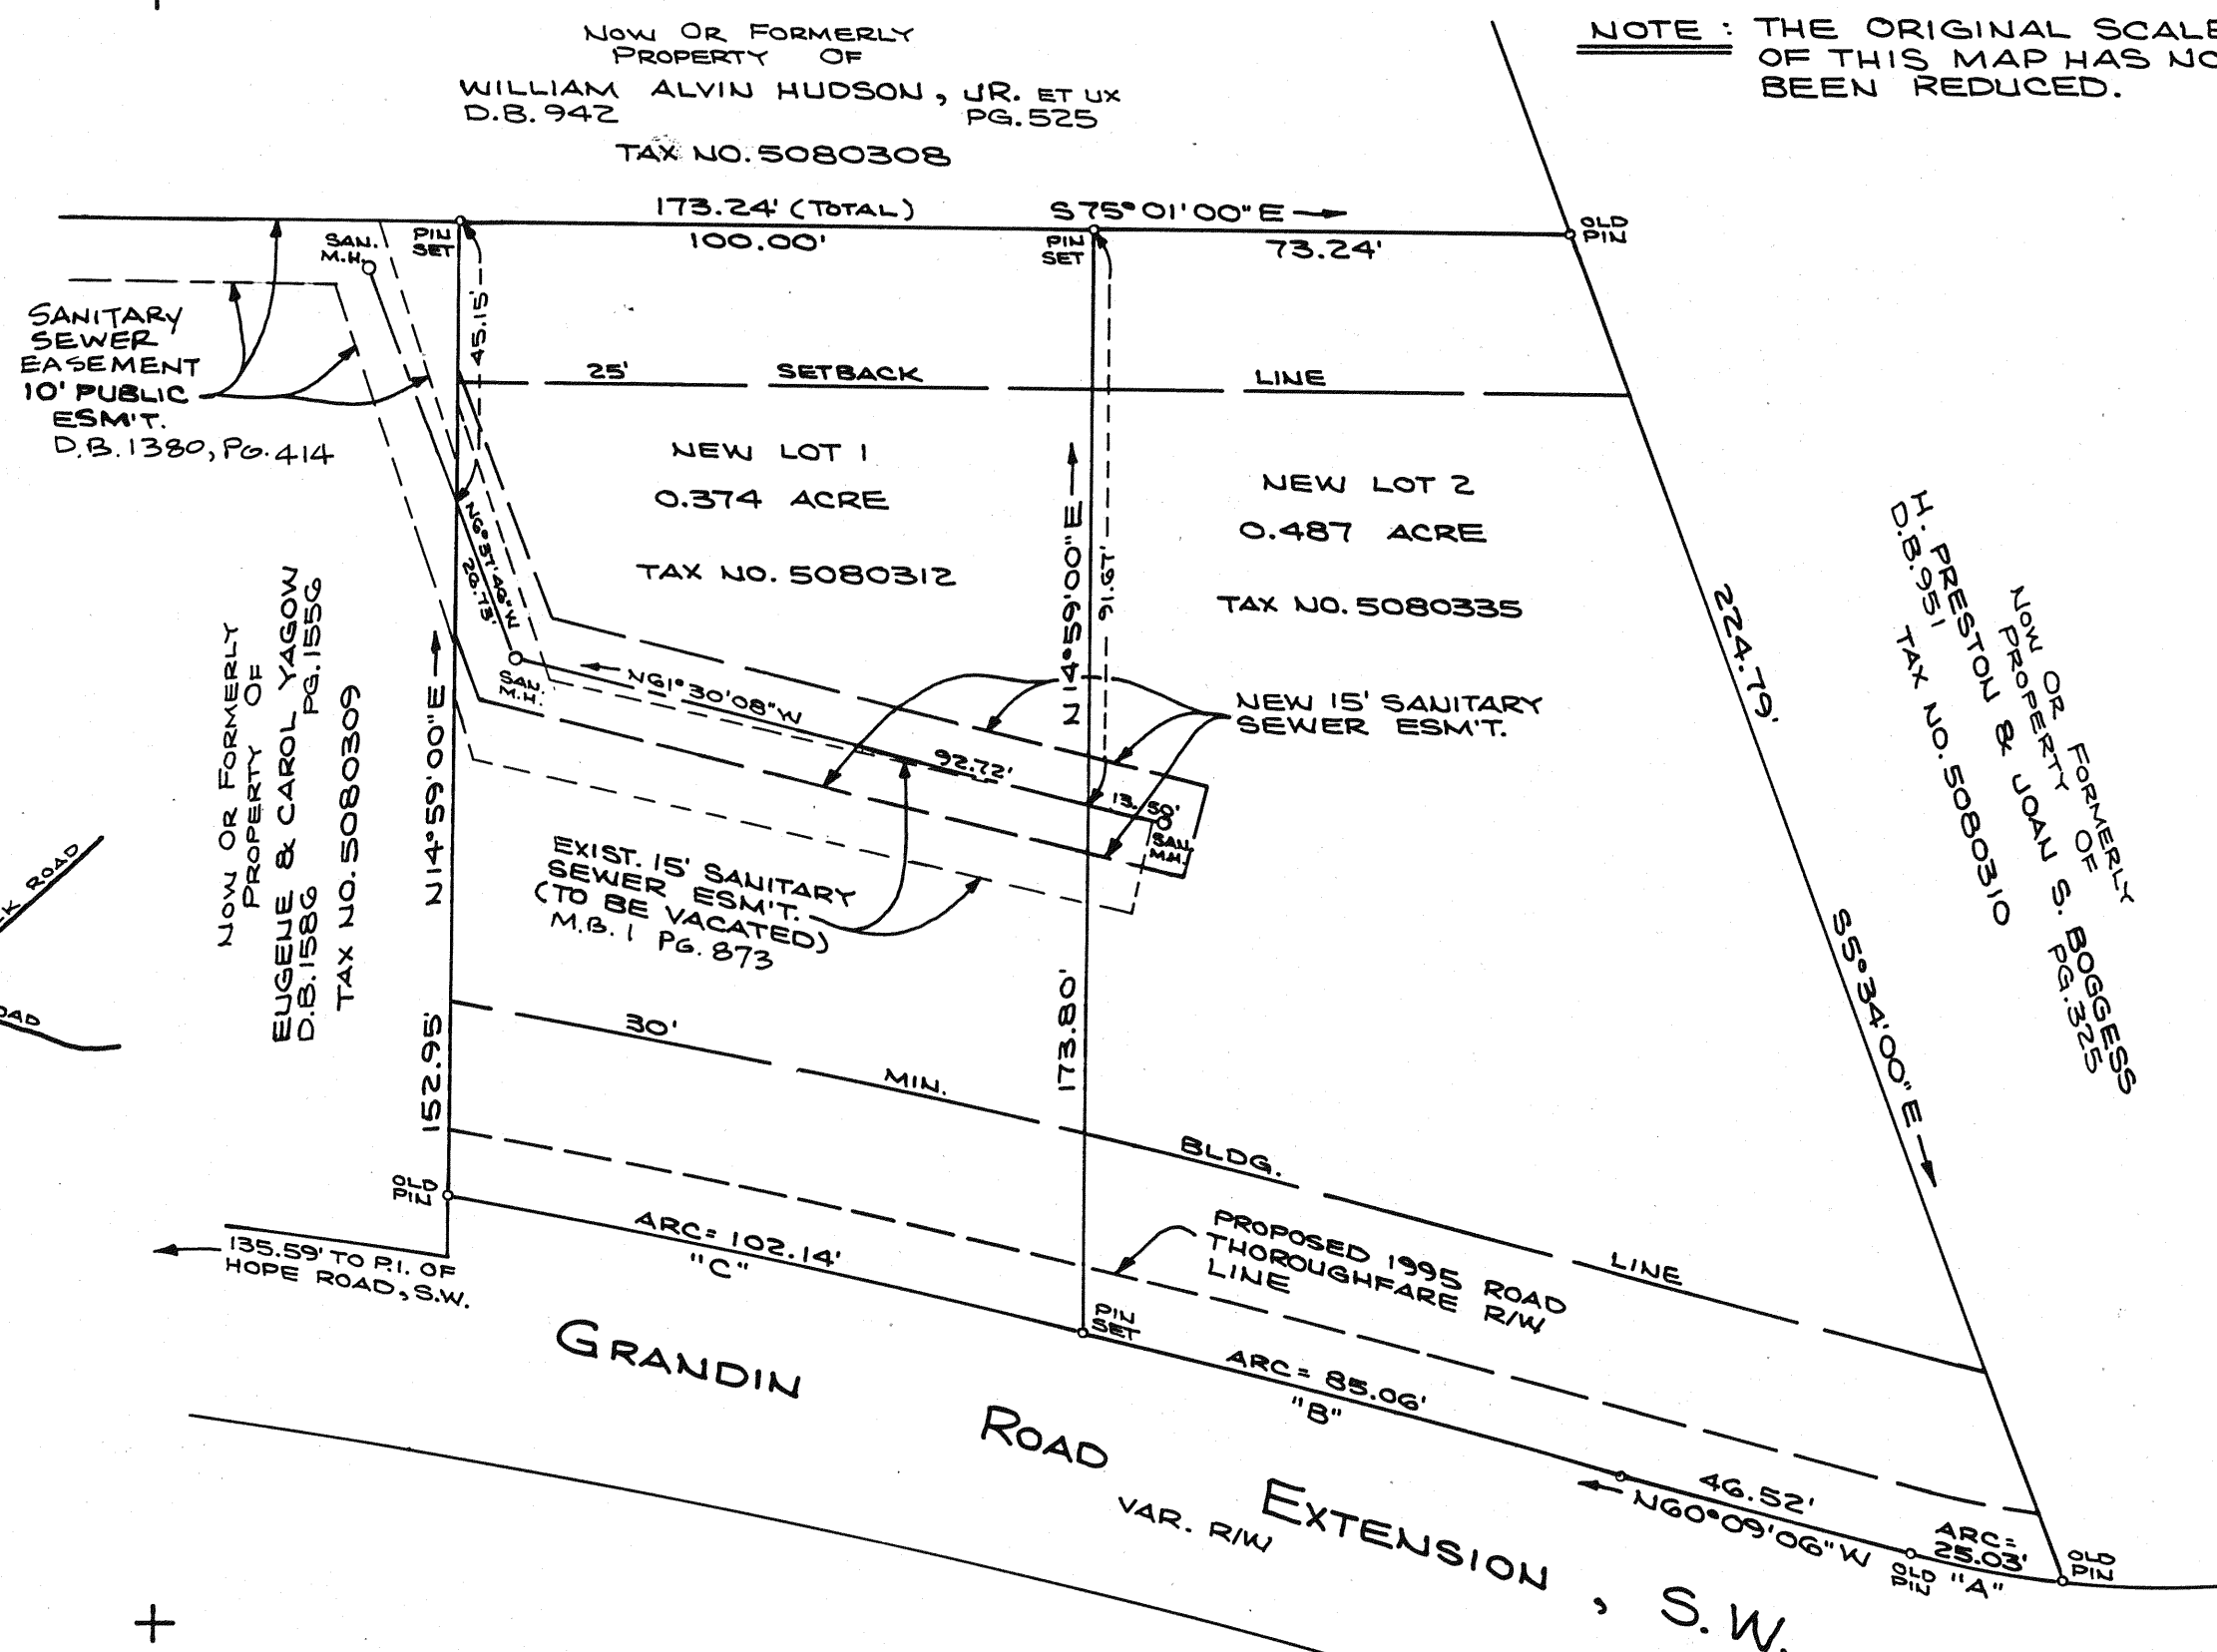 NOW OR FORMERLY
PROPERTY OF
WILLIAM ALVIN HUDSON, JR. ET UX
D.B. 942 PG. 525
TAX NO. 5080308
NOTE : THE ORIGINAL SCALE
OF THIS MAP HAS NO
BEEN REDUCED.
173.24' (TOTAL) S75°01'00"E
100.00'
73.24'
PIN
SET
PIN
SET
OLD
PIN
SAN.
M.H.
SANITARY
SEWER
EASEMENT
10' PUBLIC
ESM'T.
D.B. 1380, PG. 414
45.15'
25' SETBACK LINE
NEW LOT 1
0.374 ACRE
TAX NO. 5080312
NEW LOT 2
0.487 ACRE
TAX NO. 5080335
N14°59'00"E
91.67'
173.80'
N6°37'46"W
26.73'
SAN.
M.H.
N61°30'08"W
92.72'
13.50'
SAN.
M.H.
NEW 15' SANITARY
SEWER ESM'T.
EXIST. 15' SANITARY
SEWER ESM'T.
(TO BE VACATED)
M.B. 1 PG. 873
NOW OR FORMERLY
PROPERTY OF
EUGENE & CAROL YAGOW
D.B. 1586 PG. 1556
TAX NO. 5080309
N14°59'00"E
152.95'
224.79'
S5°34'00"E
NOW OR FORMERLY
PROPERTY OF
H. PRESTON & JOAN S. BOGGESS
D.B. 951 PG. 325
TAX NO. 5080310
ROAD
30' MIN. BLDG. LINE
OLD
PIN
135.59' TO P.I. OF
HOPE ROAD, S.W.
ARC= 102.14'
"C"
PROPOSED 1995 ROAD
THOROUGHFARE R/W
LINE
PIN
SET
ARC= 85.06'
"B"
46.52'
N60°09'06"W
ARC=
25.03'
"A"
OLD
PIN
OLD
PIN
GRANDIN ROAD EXTENSION, S.W.
VAR. R/W